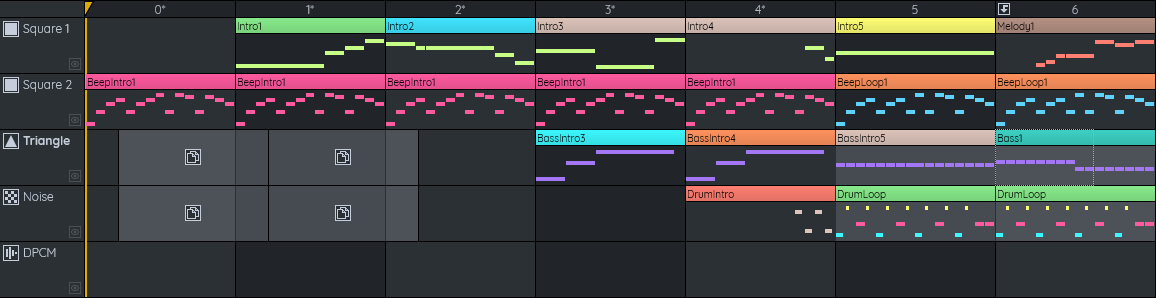 0* 1* 2* 3* 4* 5 6
Square 1 Intro1 Intro2 Intro3 Intro4 Intro5 Melody1
Square 2 BeepIntro1 BeepIntro1 BeepIntro1 BeepIntro1 BeepIntro1 BeepLoop1 BeepLoop1
Triangle BassIntro3 BassIntro4 BassIntro5 Bass1
Noise DrumIntro DrumLoop DrumLoop
DPCM